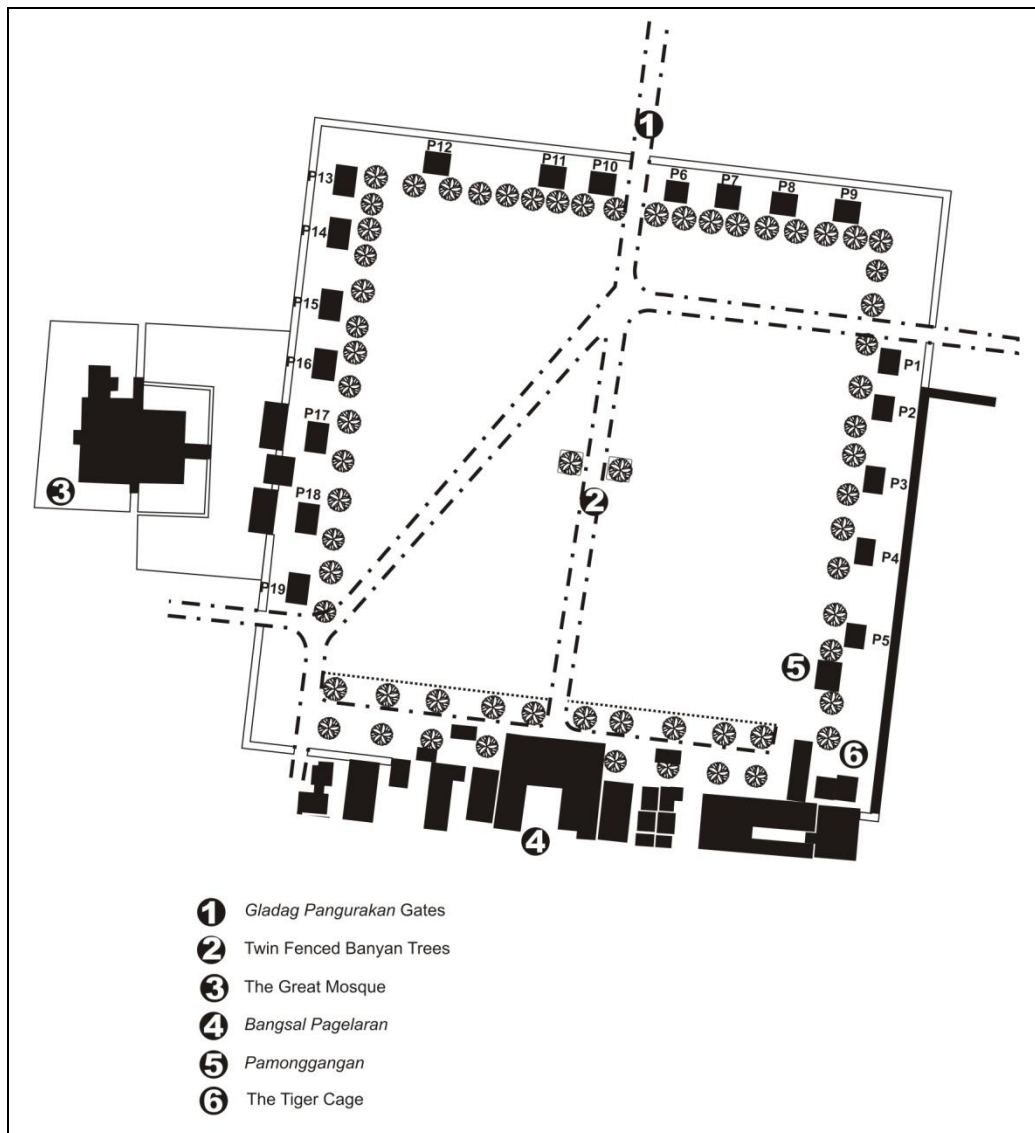 1
P12
P11
P10
P6
P7
P8
P9
P13
P14
P15
P16
P17
P18
P19
P1
P2
P3
P4
P5
2
3
5
6
4
1 Gladag Pangurakan Gates
2 Twin Fenced Banyan Trees
3 The Great Mosque
4 Bangsal Pagelaran
5 Pamonggangan
6 The Tiger Cage